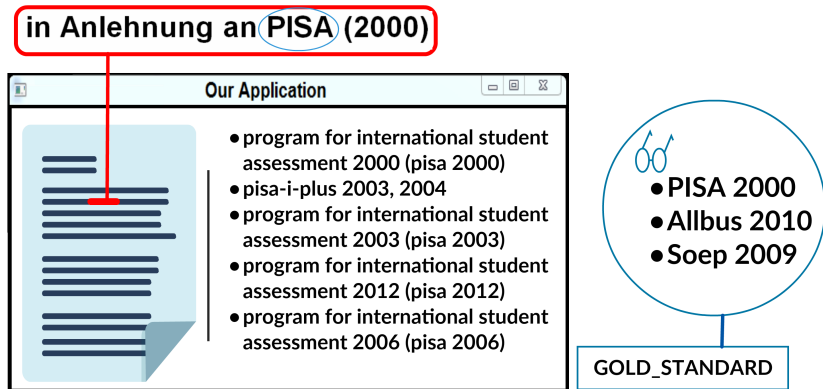 in Anlehnung an PISA (2000)
Our Application
• program for international student
assessment 2000 (pisa 2000)
• pisa-i-plus 2003, 2004
• program for international student
assessment 2003 (pisa 2003)
• program for international student
assessment 2012 (pisa 2012)
• program for international student
assessment 2006 (pisa 2006)
• PISA 2000
• Allbus 2010
• Soep 2009
GOLD_STANDARD